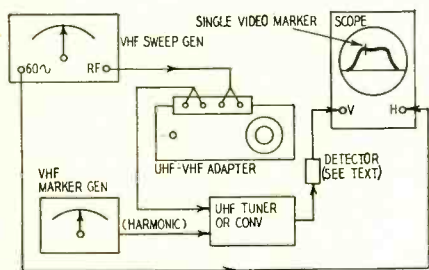 SINGLE VIDEO MARKER
SCOPE
VHF SWEEP GEN
60~
RF
V
H
UHF-VHF ADAPTER
DETECTOR
(SEE TEXT)
VHF
MARKER GEN
(HARMONIC)
UHF TUNER
OR CONV